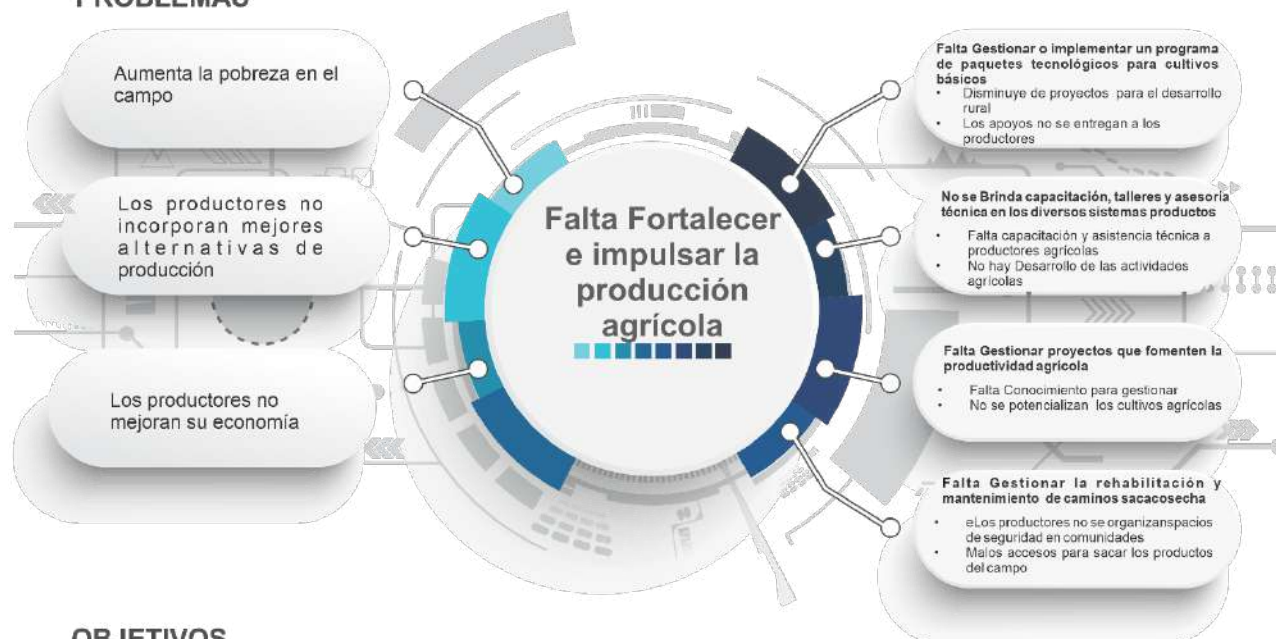 PROBLEMAS
Aumenta la pobreza en el
campo
Los productores no
incorporan mejores
alternativas de
producción
Los productores no
mejoran su economía
Falta Fortalecer
e impulsar la
producción
agrícola
Falta Gestionar o implementar un programa
de paquetes tecnológicos para cultivos
básicos
• Disminuye de proyectos para el desarrollo
rural
• Los apoyos no se entregan a los
productores
No se Brinda capacitación, talleres y asesoría
técnica en los diversos sistemas productos
• Falta capacitación y asistencia técnica a
productores agrícolas
• No hay Desarrollo de las actividades
agrícolas
Falta Gestionar proyectos que fomenten la
productividad agrícola
• Falta Conocimiento para gestionar
• No se potencializan los cultivos agrícolas
Falta Gestionar la rehabilitación y
mantenimiento de caminos sacacosecha
• eLos productores no se organizanspacios
de seguridad en comunidades
• Malos accesos para sacar los productos
del campo
OBJETIVOS